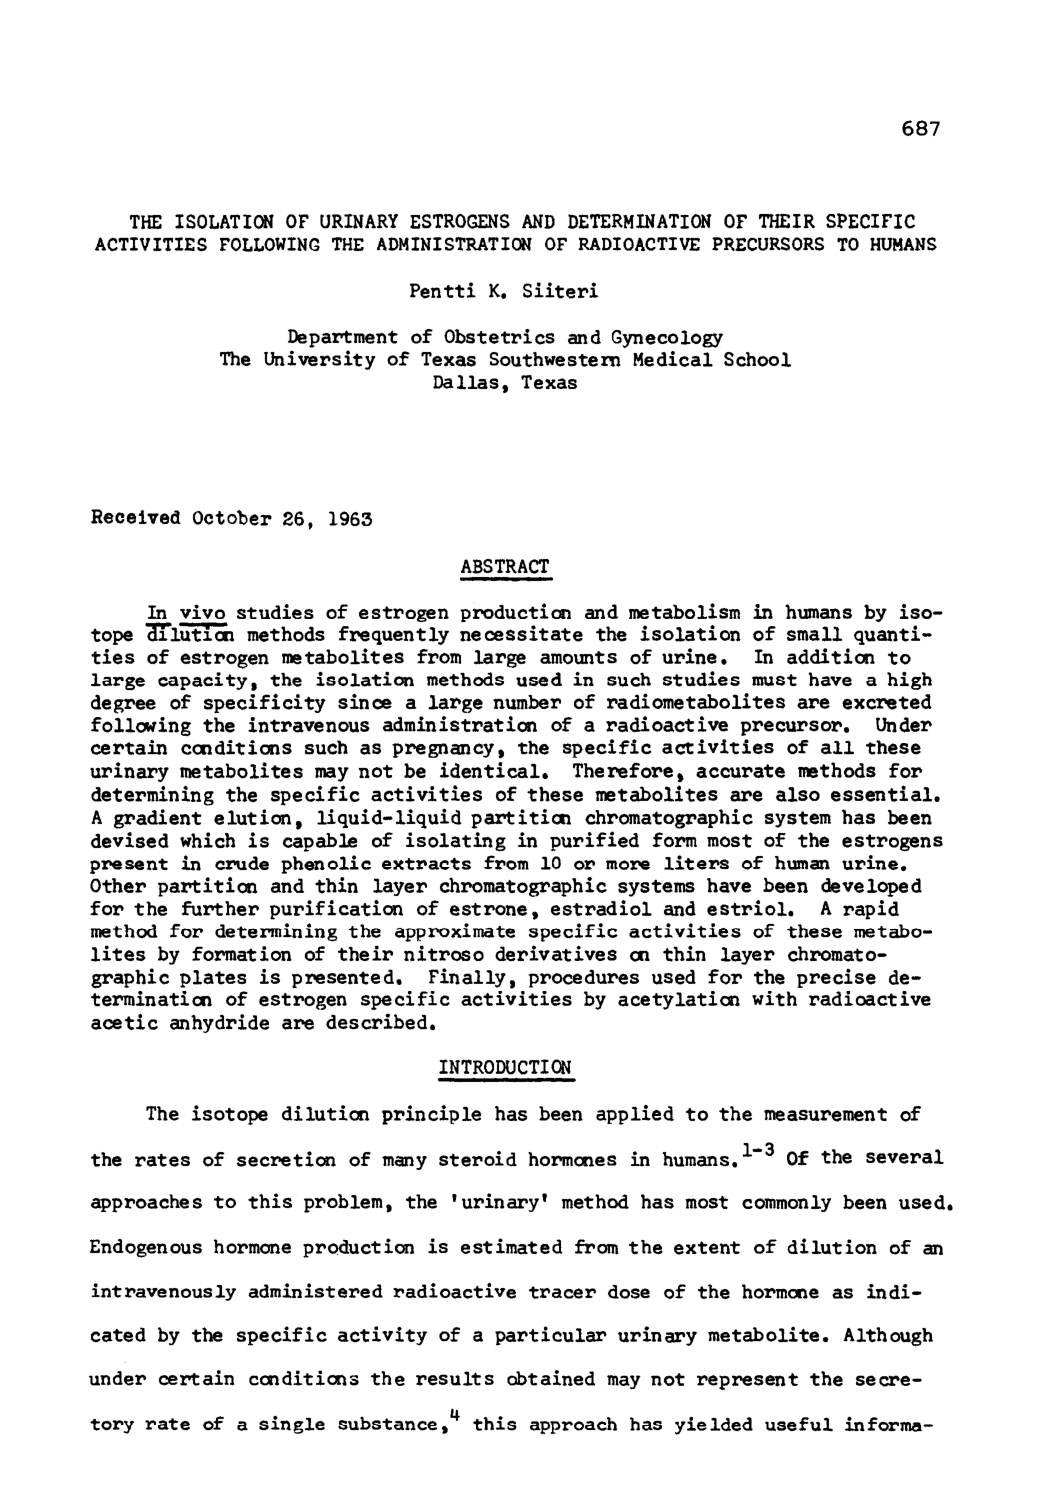 687
THE ISOLATION OF URINARY ESTROGENS AND DETERMINATION OF THEIR SPECIFIC
ACTIVITIES FOLLOWING THE ADMINISTRATION OF RADIOACTIVE PRECURSORS TO HUMANS
Pentti K. Siiteri
Department of Obstetrics and Gynecology
The University of Texas Southwestern Medical School
Dallas, Texas
Received October 26, 1963
ABSTRACT
In vivo studies of estrogen production and metabolism in humans by iso-
tope dilution methods frequently necessitate the isolation of small quanti-
ties of estrogen metabolites from large amounts of urine. In addition to
large capacity, the isolation methods used in such studies must have a high
degree of specificity since a large number of radiometabolites are excreted
following the intravenous administration of a radioactive precursor. Under
certain conditions such as pregnancy, the specific activities of all these
urinary metabolites may not be identical. Therefore, accurate methods for
determining the specific activities of these metabolites are also essential.
A gradient elution, liquid-liquid partition chromatographic system has been
devised which is capable of isolating in purified form most of the estrogens
present in crude phenolic extracts from 10 or more liters of human urine.
Other partition and thin layer chromatographic systems have been developed
for the further purification of estrone, estradiol and estriol. A rapid
method for determining the approximate specific activities of these metabo-
lites by formation of their nitroso derivatives on thin layer chromato-
graphic plates is presented. Finally, procedures used for the precise de-
termination of estrogen specific activities by acetylation with radioactive
acetic anhydride are described.
INTRODUCTION
The isotope dilution principle has been applied to the measurement of
the rates of secretion of many steroid hormones in humans.1-3 Of the several
approaches to this problem, the 'urinary' method has most commonly been used.
Endogenous hormone production is estimated from the extent of dilution of an
intravenously administered radioactive tracer dose of the hormone as indi-
cated by the specific activity of a particular urinary metabolite. Although
under certain conditions the results obtained may not represent the secre-
tory rate of a single substance,4 this approach has yielded useful informa-